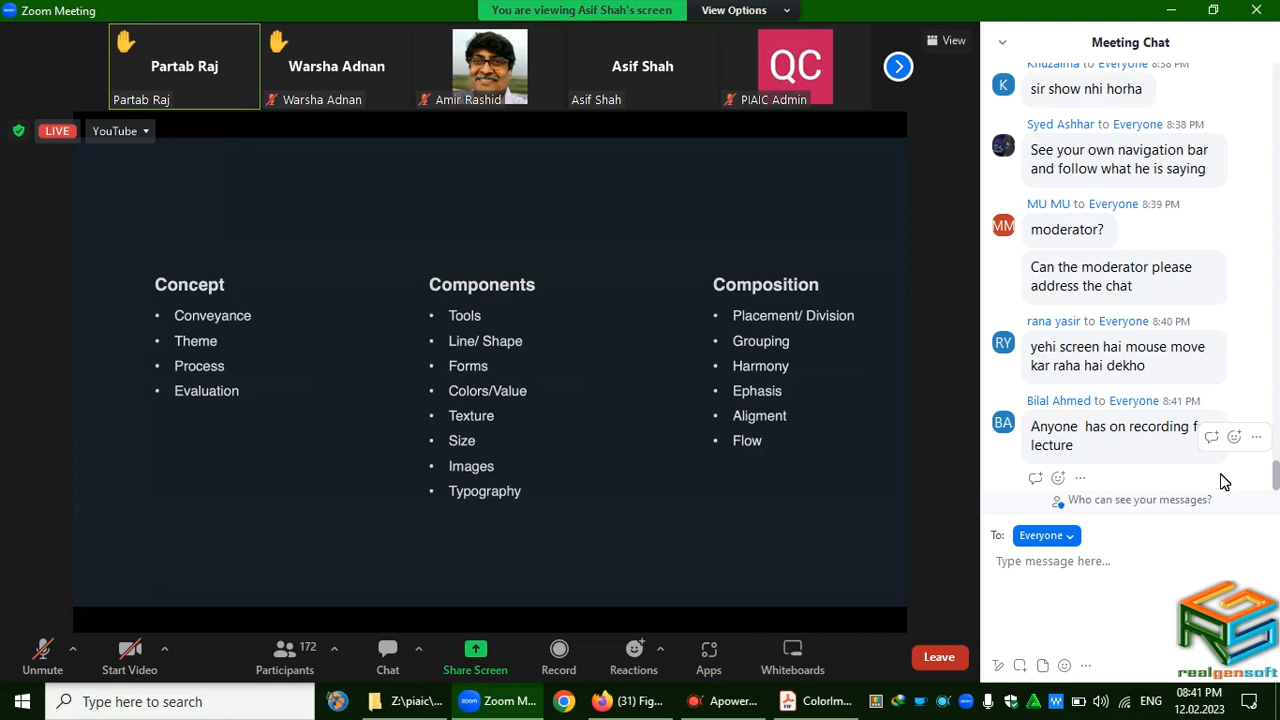 Zoom Meeting
You are viewing Asif Shah's screen
View Options
Partab Raj
Partab Raj
Warsha Adnan
Warsha Adnan
Amir Rashid
Asif Shah
Asif Shah
QC
PIAIC Admin
View
LIVE
YouTube
Concept
• Conveyance
• Theme
• Process
• Evaluation
Components
• Tools
• Line/ Shape
• Forms
• Colors/Value
• Texture
• Size
• Images
• Typography
Composition
• Placement/ Division
• Grouping
• Harmony
• Ephasis
• Aligment
• Flow
Meeting Chat
Khuzaima to Everyone 8:38 PM
K
sir show nhi horha
Syed Ashhar to Everyone 8:38 PM
See your own navigation bar
and follow what he is saying
MU MU to Everyone 8:39 PM
MM
moderator?
Can the moderator please
address the chat
rana yasir to Everyone 8:40 PM
RY
yehi screen hai mouse move
kar raha hai dekho
Bilal Ahmed to Everyone 8:41 PM
BA
Anyone has on recording
lecture
Who can see your messages?
To: Everyone
Type message here...
realgensoft
Unmute
Start Video
172
Participants
Chat
Share Screen
Record
Reactions
Apps
Whiteboards
Leave
Type here to search
Z:\piaic\...
Zoom M...
(31) Fig...
Apower...
ColorIm...
ENG
08:41 PM
12.02.2023